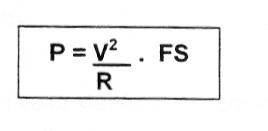 P = V²/R . FS